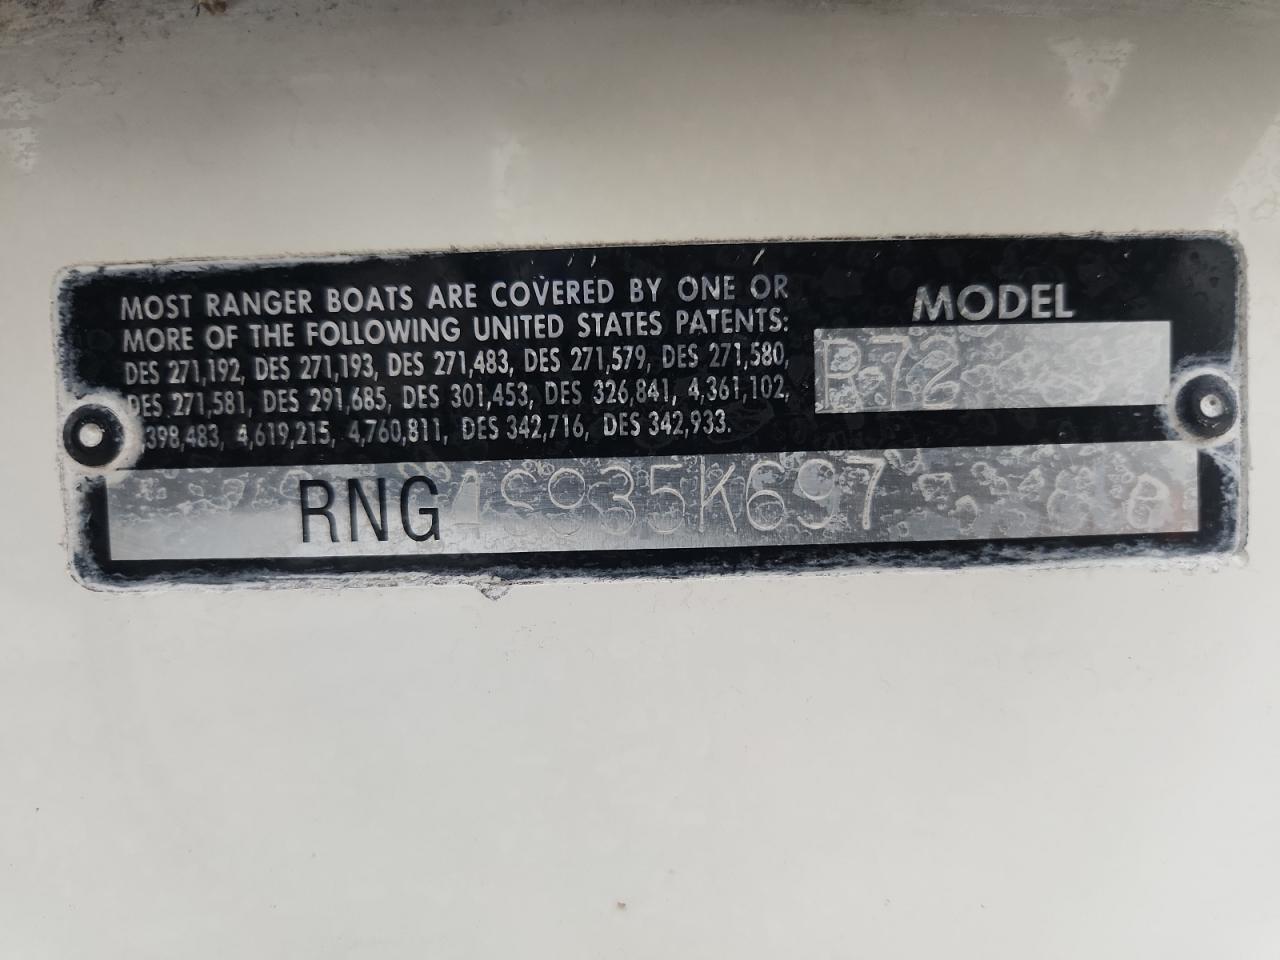 MOST RANGER BOATS ARE COVERED BY ONE OR
MORE OF THE FOLLOWING UNITED STATES PATENTS:
DES 271,192, DES 271,193, DES 271,483, DES 271,579, DES 271,580,
DES 271,581, DES 291,685, DES 301,453, DES 326,841, 4,361,102,
,398,483, 4,619,215, 4,760,811, DES 342,716, DES 342,933.
MODEL
RNG